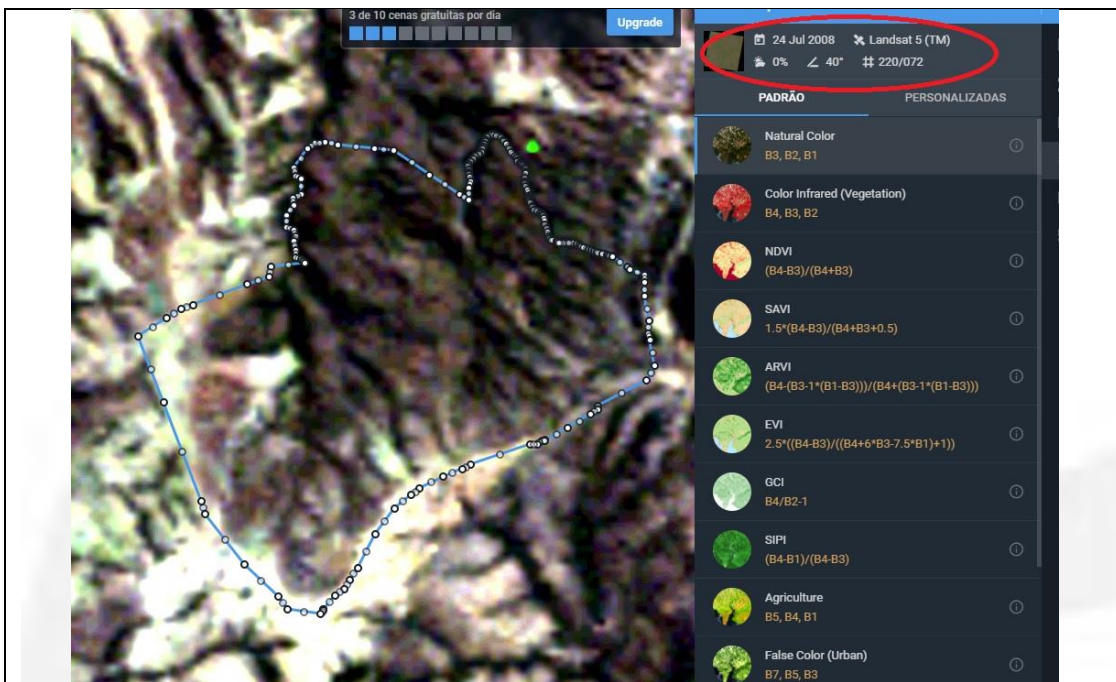 3 de 10 cenas gratuitas por dia
Upgrade
24 Jul 2008 Landsat 5 (TM)
0% 40° 220/072
PADRÃO PERSONALIZADAS
Natural Color
B3, B2, B1
Color Infrared (Vegetation)
B4, B3, B2
NDVI
(B4-B3)/(B4+B3)
SAVI
1.5*(B4-B3)/(B4+B3+0.5)
ARVI
(B4-(B3-1*(B1-B3)))/(B4+(B3-1*(B1-B3)))
EVI
2.5*((B4-B3)/((B4+6*B3-7.5*B1)+1))
GCI
B4/B2-1
SIPI
(B4-B1)/(B4-B3)
Agriculture
B5, B4, B1
False Color (Urban)
B7, B5, B3